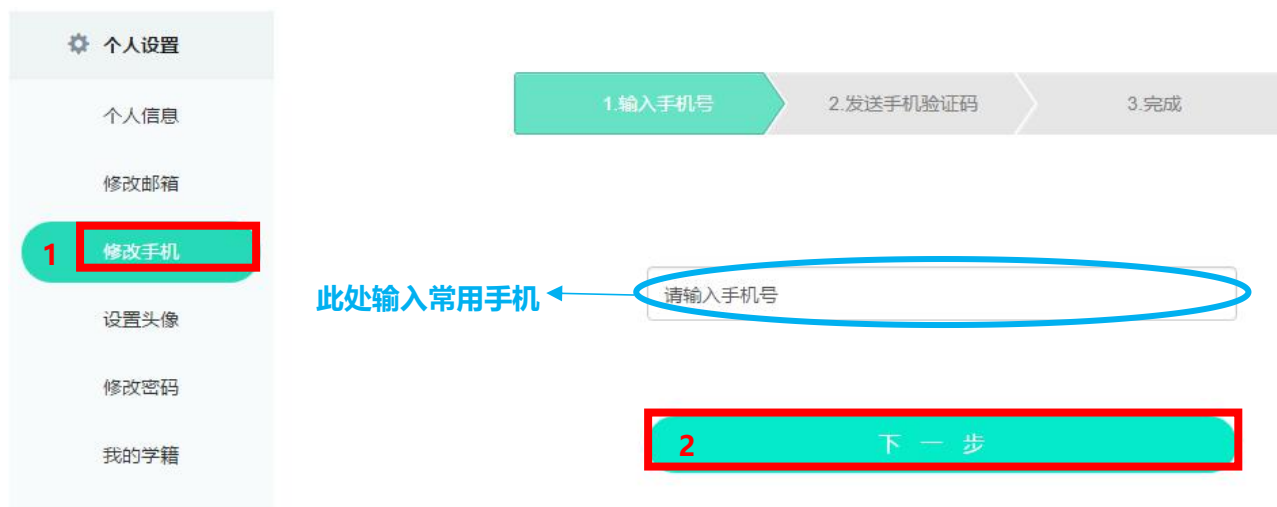 个人设置
个人信息
修改邮箱
1 修改手机
设置头像
修改密码
我的学籍
1.输入手机号 2.发送手机验证码 3.完成
此处输入常用手机
请输入手机号
2 下一步